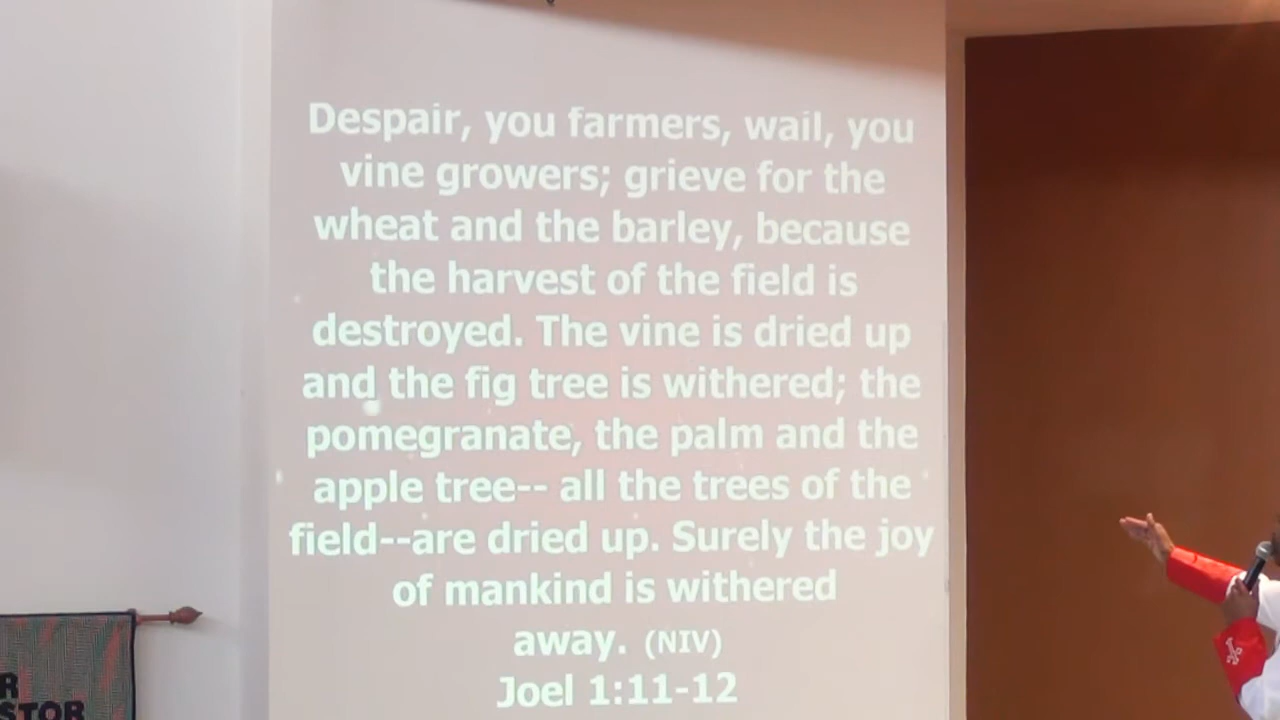 Despair, you farmers, wail, you
vine growers; grieve for the
wheat and the barley, because
the harvest of the field is
destroyed. The vine is dried up
and the fig tree is withered; the
pomegranate, the palm and the
apple tree-- all the trees of the
field--are dried up. Surely the joy
of mankind is withered
away. (NIV)
Joel 1:11-12
R
STOR